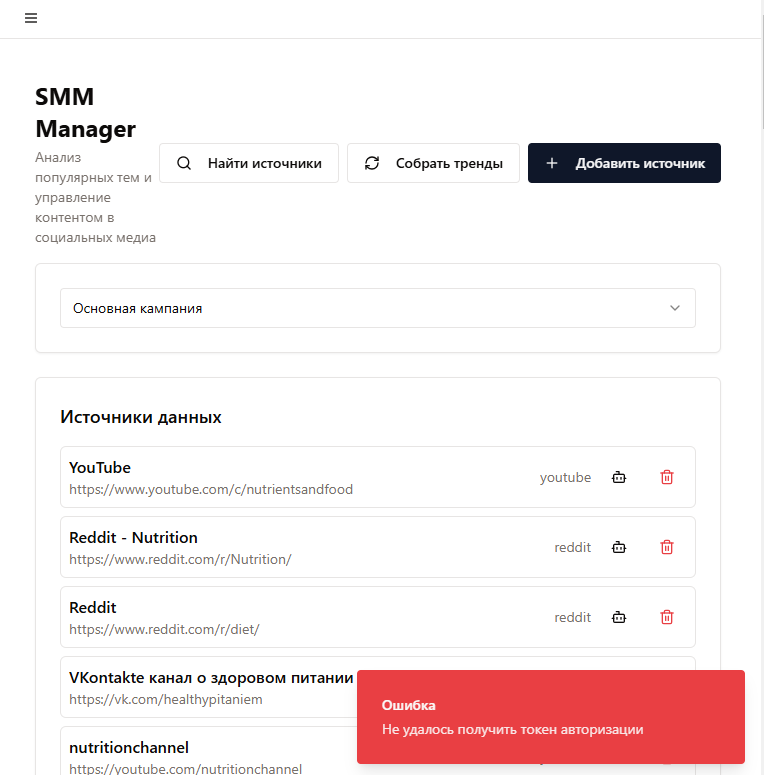 SMM
Manager
Анализ
популярных тем и
управление
контентом в
социальных медиа
Найти источники
Собрать тренды
Добавить источник
Основная кампания
Источники данных
YouTube
https://www.youtube.com/c/nutrientsandfood
youtube
Reddit - Nutrition
https://www.reddit.com/r/Nutrition/
reddit
Reddit
https://www.reddit.com/r/diet/
reddit
VKontakte канал о здоровом питании
https://vk.com/healthypitaniem
nutritionchannel
https://youtube.com/nutritionchannel
Ошибка
Не удалось получить токен авторизации